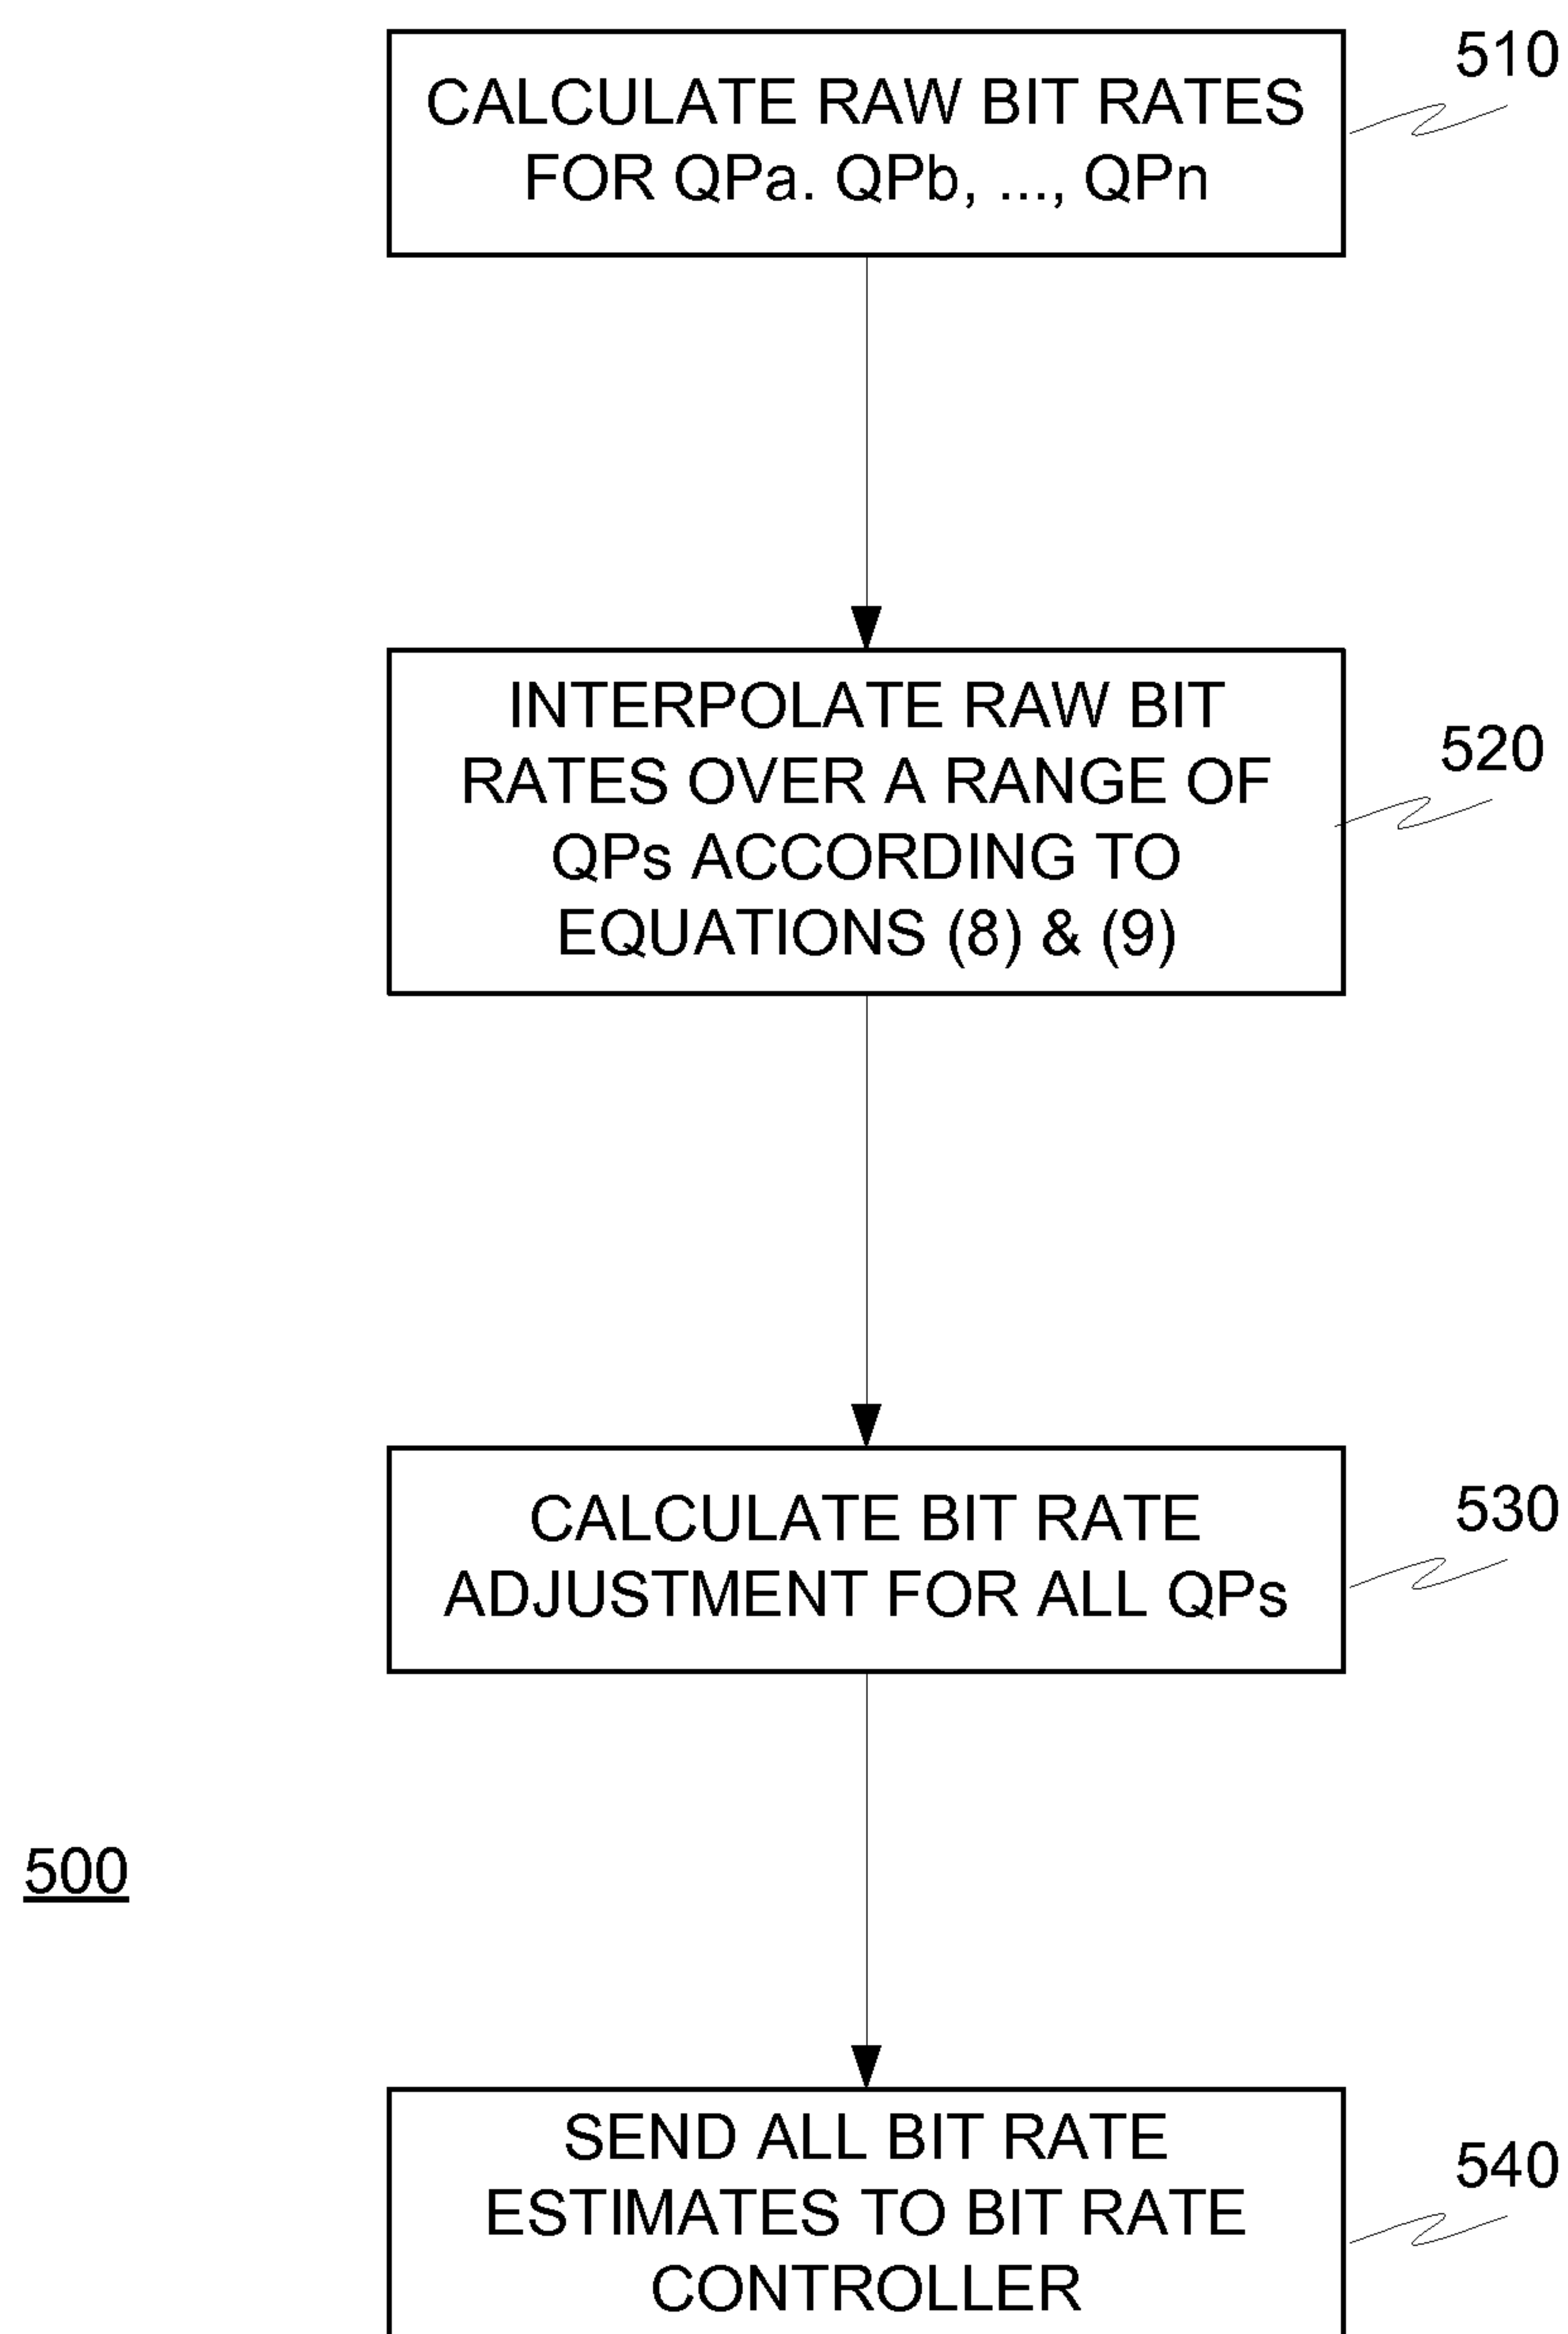 510
CALCULATE RAW BIT RATES
FOR QPa. QPb, ..., QPn
520
INTERPOLATE RAW BIT
RATES OVER A RANGE OF
QPs ACCORDING TO
EQUATIONS (8) & (9)
530
CALCULATE BIT RATE
ADJUSTMENT FOR ALL QPs
500
540
SEND ALL BIT RATE
ESTIMATES TO BIT RATE
CONTROLLER